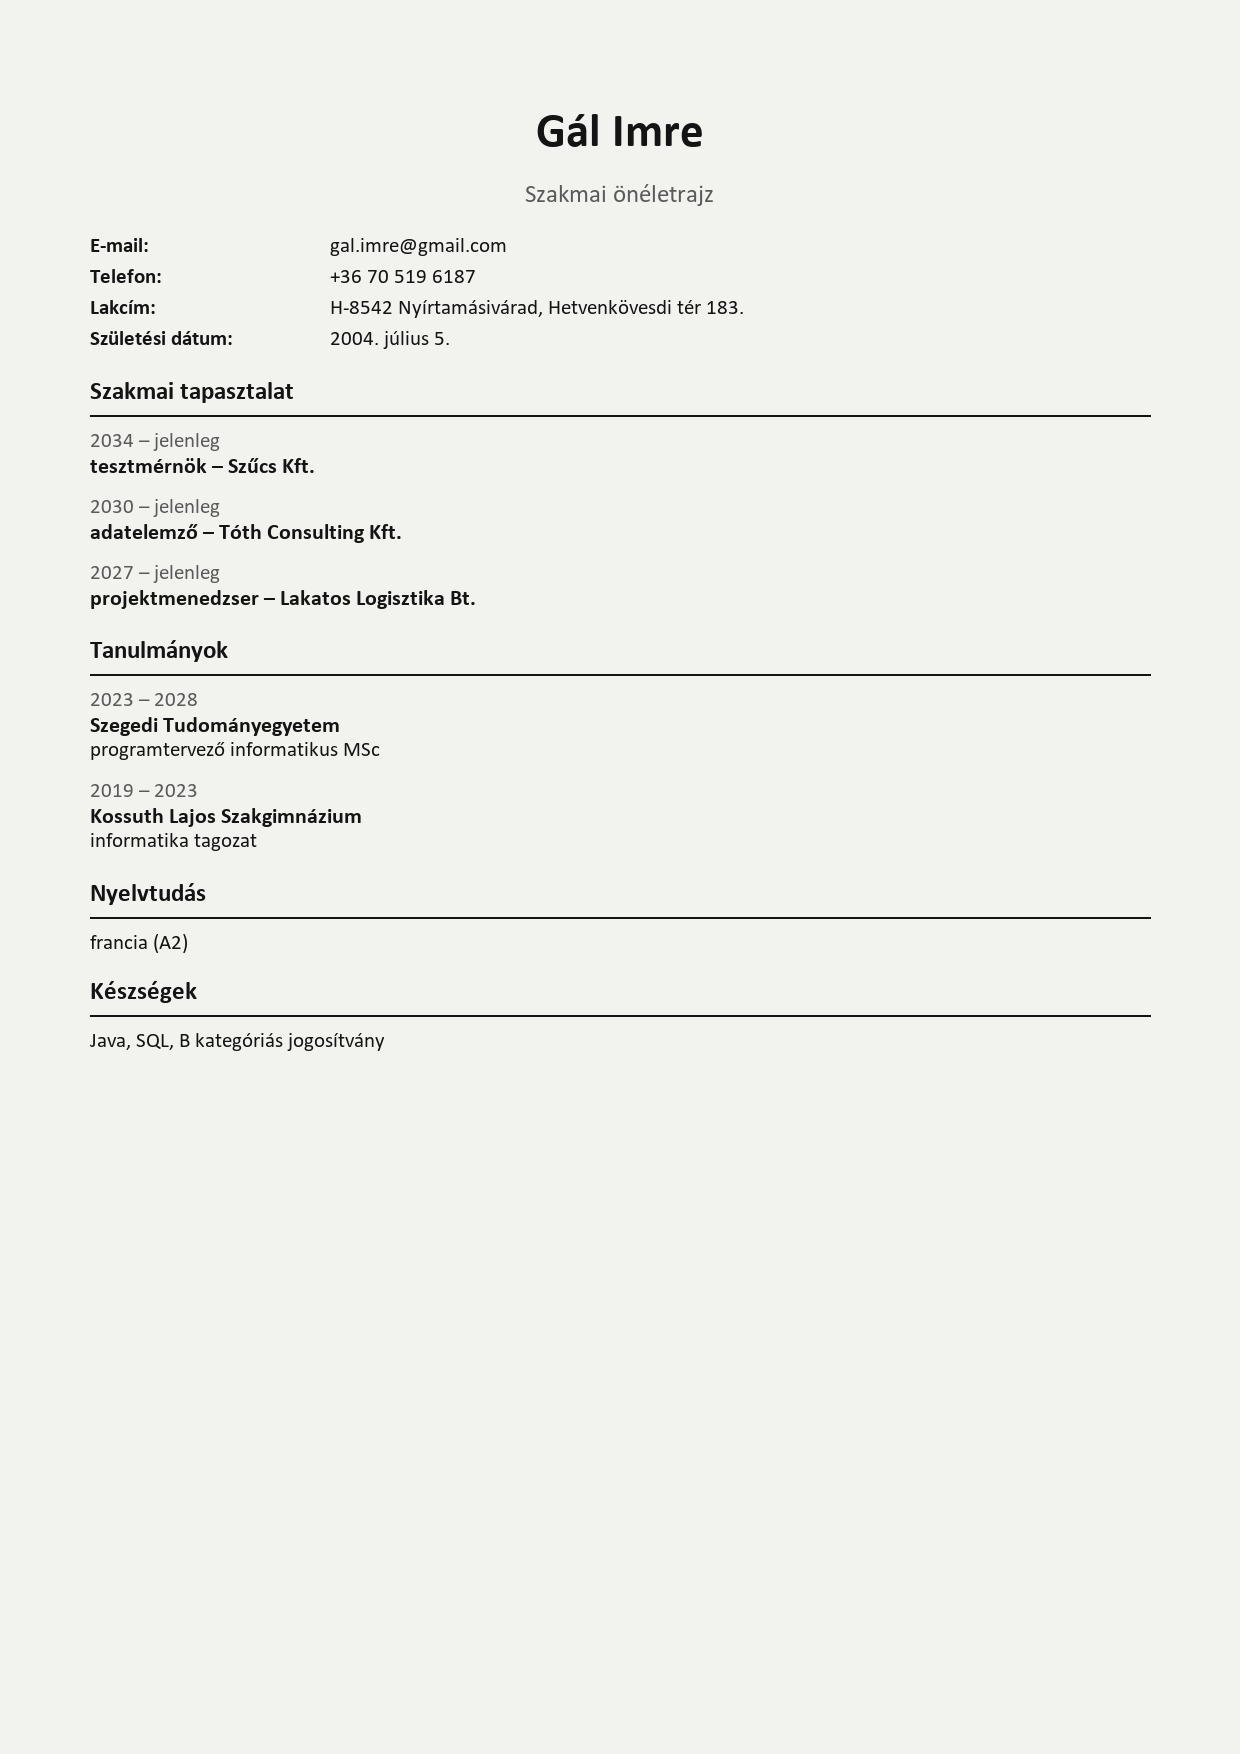 Gál Imre
Szakmai önéletrajz
E-mail: gal.imre@gmail.com
Telefon: +36 70 519 6187
Lakcím: H-8542 Nyírtamásivárad, Hetvenkövesdi tér 183.
Születési dátum: 2004. július 5.
Szakmai tapasztalat
2034 – jelenleg
tesztmérnök – Szűcs Kft.
2030 – jelenleg
adatelemző – Tóth Consulting Kft.
2027 – jelenleg
projektmenedzser – Lakatos Logisztika Bt.
Tanulmányok
2023 – 2028
Szegedi Tudományegyetem
programtervező informatikus MSc
2019 – 2023
Kossuth Lajos Szakgimnázium
informatika tagozat
Nyelvtudás
francia (A2)
Készségek
Java, SQL, B kategóriás jogosítvány